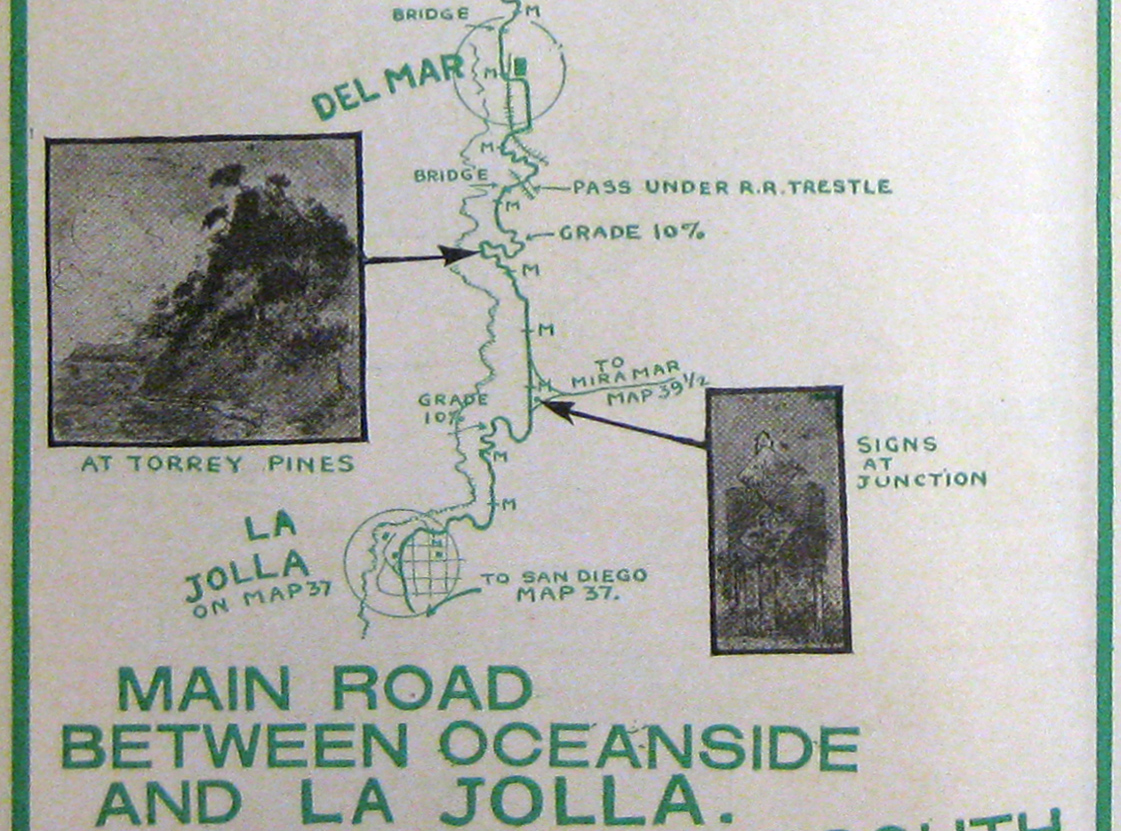 BRIDGE
M
DEL MAR
M
M
BRIDGE
PASS UNDER R.R. TRESTLE
M
GRADE 10%
M
M
TO
MIRAMAR
MAP 39½
M
GRADE
10%
M
AT TORREY PINES
SIGNS
AT
JUNCTION
M
LA
JOLLA
ON MAP 37
M
TO SAN DIEGO
MAP 37.
MAIN ROAD
BETWEEN OCEANSIDE
AND LA JOLLA.